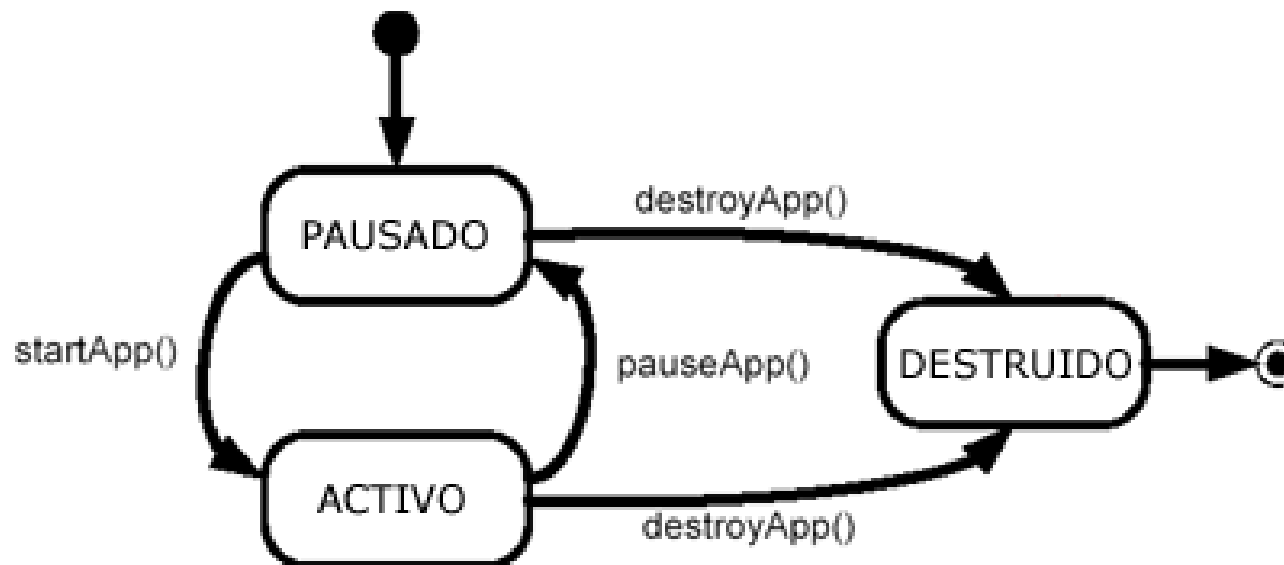 destroyApp()
PAUSADO
startApp()
pauseApp()
DESTRUIDO
ACTIVO
destroyApp()